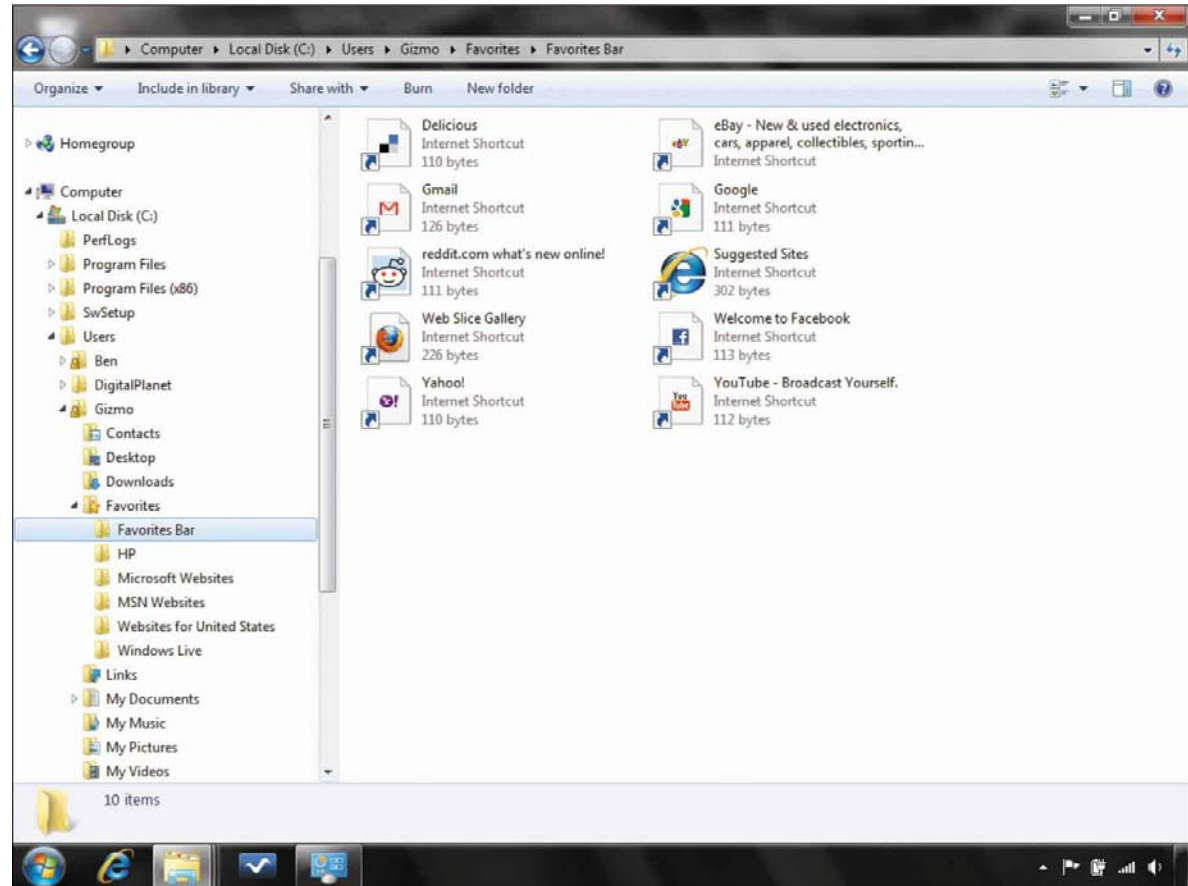 Computer ▸ Local Disk (C:) ▸ Users ▸ Gizmo ▸ Favorites ▸ Favorites Bar
Organize Include in library Share with Burn New folder
Homegroup
Computer
Local Disk (C:)
PerfLogs
Program Files
Program Files (x86)
SwSetup
Users
Ben
DigitalPlanet
Gizmo
Contacts
Desktop
Downloads
Favorites
Favorites Bar
HP
Microsoft Websites
MSN Websites
Websites for United States
Windows Live
Links
My Documents
My Music
My Pictures
My Videos
Delicious
Internet Shortcut
110 bytes
eBay - New & used electronics,
cars, apparel, collectibles, sportin...
Internet Shortcut
Gmail
Internet Shortcut
126 bytes
Google
Internet Shortcut
111 bytes
reddit.com what's new online!
Internet Shortcut
111 bytes
Suggested Sites
Internet Shortcut
302 bytes
Web Slice Gallery
Internet Shortcut
226 bytes
Welcome to Facebook
Internet Shortcut
113 bytes
Yahoo!
Internet Shortcut
110 bytes
YouTube - Broadcast Yourself.
Internet Shortcut
112 bytes
10 items